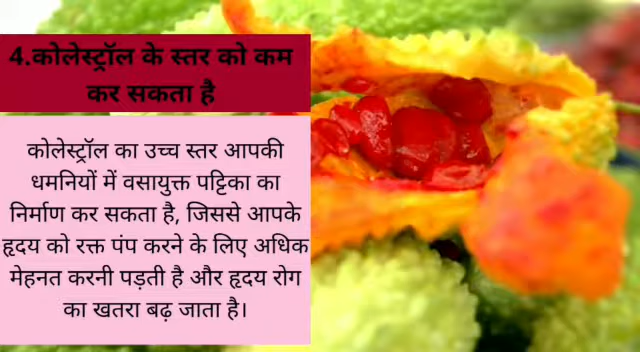 4.कोलेस्ट्रॉल के स्तर को कम
कर सकता है
कोलेस्ट्रॉल का उच्च स्तर आपकी
धमनियों में वसायुक्त पट्टिका का
निर्माण कर सकता है, जिससे आपके
हृदय को रक्त पंप करने के लिए अधिक
मेहनत करनी पड़ती है और हृदय रोग
का खतरा बढ़ जाता है।